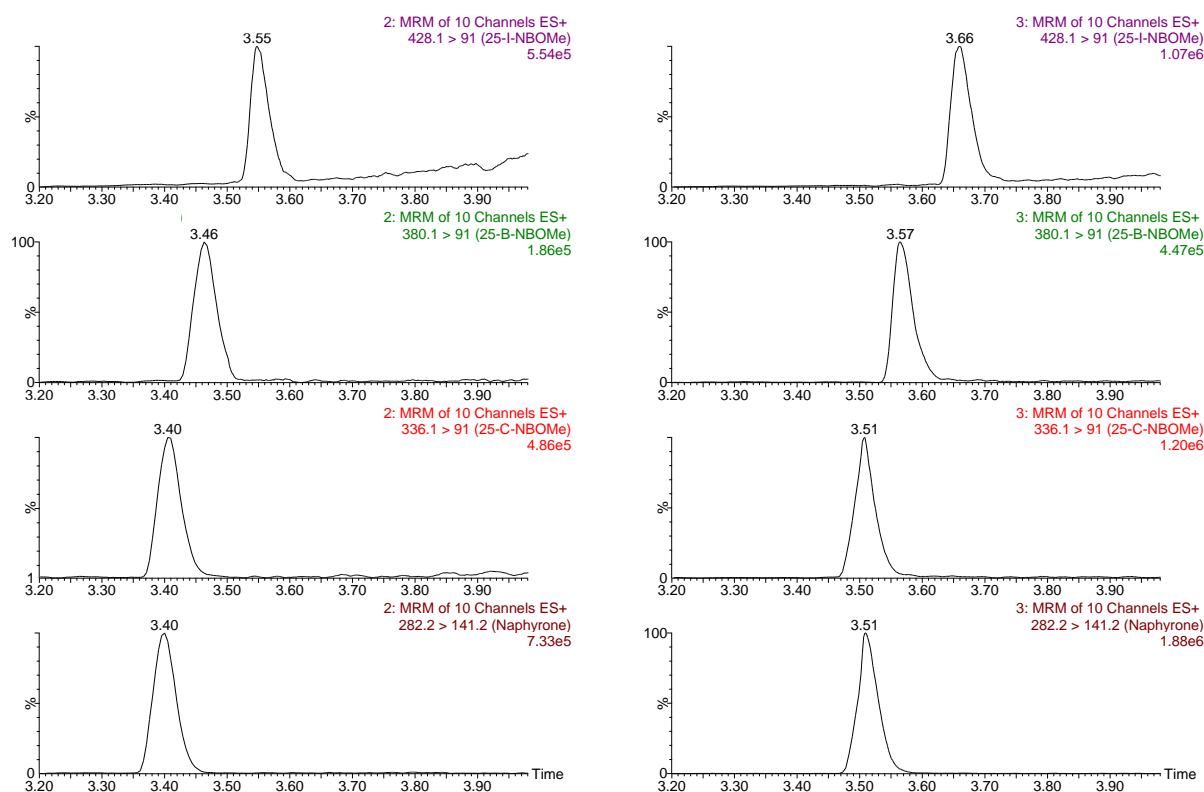 2: MRM of 10 Channels ES+
428.1 > 91 (25-I-NBOMe)
5.54e5
3.55
%
0
3.20 3.30 3.40 3.50 3.60 3.70 3.80 3.90
2: MRM of 10 Channels ES+
380.1 > 91 (25-B-NBOMe)
1.86e5
3.46
100
%
0
3.20 3.30 3.40 3.50 3.60 3.70 3.80 3.90
2: MRM of 10 Channels ES+
336.1 > 91 (25-C-NBOMe)
4.86e5
3.40
%
1
3.20 3.30 3.40 3.50 3.60 3.70 3.80 3.90
2: MRM of 10 Channels ES+
282.2 > 141.2 (Naphyrone)
7.33e5
3.40
%
0
Time
3.20 3.30 3.40 3.50 3.60 3.70 3.80 3.90
3: MRM of 10 Channels ES+
428.1 > 91 (25-I-NBOMe)
1.07e6
3.66
%
0
3.20 3.30 3.40 3.50 3.60 3.70 3.80 3.90
3: MRM of 10 Channels ES+
380.1 > 91 (25-B-NBOMe)
4.47e5
3.57
100
%
0
3.20 3.30 3.40 3.50 3.60 3.70 3.80 3.90
3: MRM of 10 Channels ES+
336.1 > 91 (25-C-NBOMe)
1.20e6
3.51
%
0
3.20 3.30 3.40 3.50 3.60 3.70 3.80 3.90
3: MRM of 10 Channels ES+
282.2 > 141.2 (Naphyrone)
1.88e6
3.51
100
%
0
Time
3.20 3.30 3.40 3.50 3.60 3.70 3.80 3.90